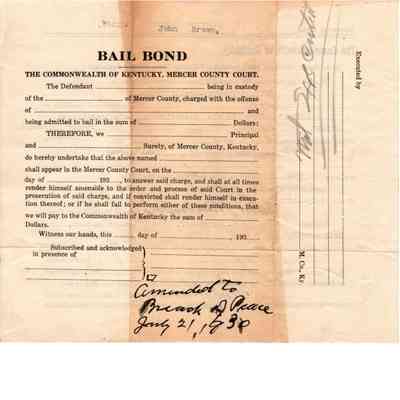 John Brown,
BAIL BOND
THE COMMONWEALTH OF KENTUCKY, MERCER COUNTY COURT.
The Defendant being in custody
of the of Mercer County, charged with the offense
of and
being admitted to bail in the sum of Dollars:
THEREFORE, we Principal
and Surety, of Mercer County, Kentucky,
do hereby undertake that the above named
shall appear in the Mercer County Court, on the
day of 193 , to answer said charge, and shall at all times
render himself amenable to the order and process of said Court in the
prosecution of said charge, and if convicted shall render himself in execu-
tion thereof; or if he shall fail to perform either of these conditions, that
we will pay to the Commonwealth of Kentucky the sum of
Dollars.
Witness our hands, this day of 193
Subscribed and acknowledged
in presence of
Amended to
Breach of Peace
July 21, 1938
Executed by
M. Co., Ky